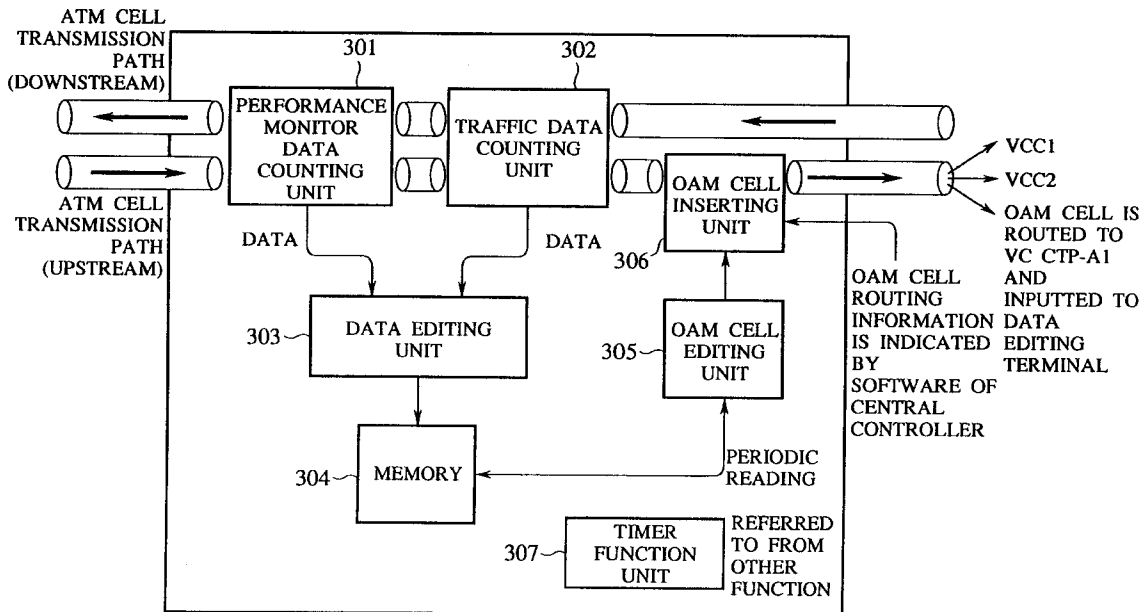 ATM CELL
TRANSMISSION
PATH
(DOWNSTREAM)
301
302
PERFORMANCE
MONITOR
DATA
COUNTING
UNIT
TRAFFIC DATA
COUNTING
UNIT
VCC1
VCC2
OAM CELL IS
ROUTED TO
VC CTP-A1
AND
INPUTTED TO
DATA
EDITING
TERMINAL
ATM CELL
TRANSMISSION
PATH
(UPSTREAM)
OAM CELL
INSERTING
UNIT
306
DATA
DATA
OAM CELL
ROUTING
INFORMATION
IS INDICATED
BY
SOFTWARE OF
CENTRAL
CONTROLLER
303
DATA EDITING
UNIT
305
OAM CELL
EDITING
UNIT
304
MEMORY
PERIODIC
READING
307
TIMER
FUNCTION
UNIT
REFERRED
TO FROM
OTHER
FUNCTION